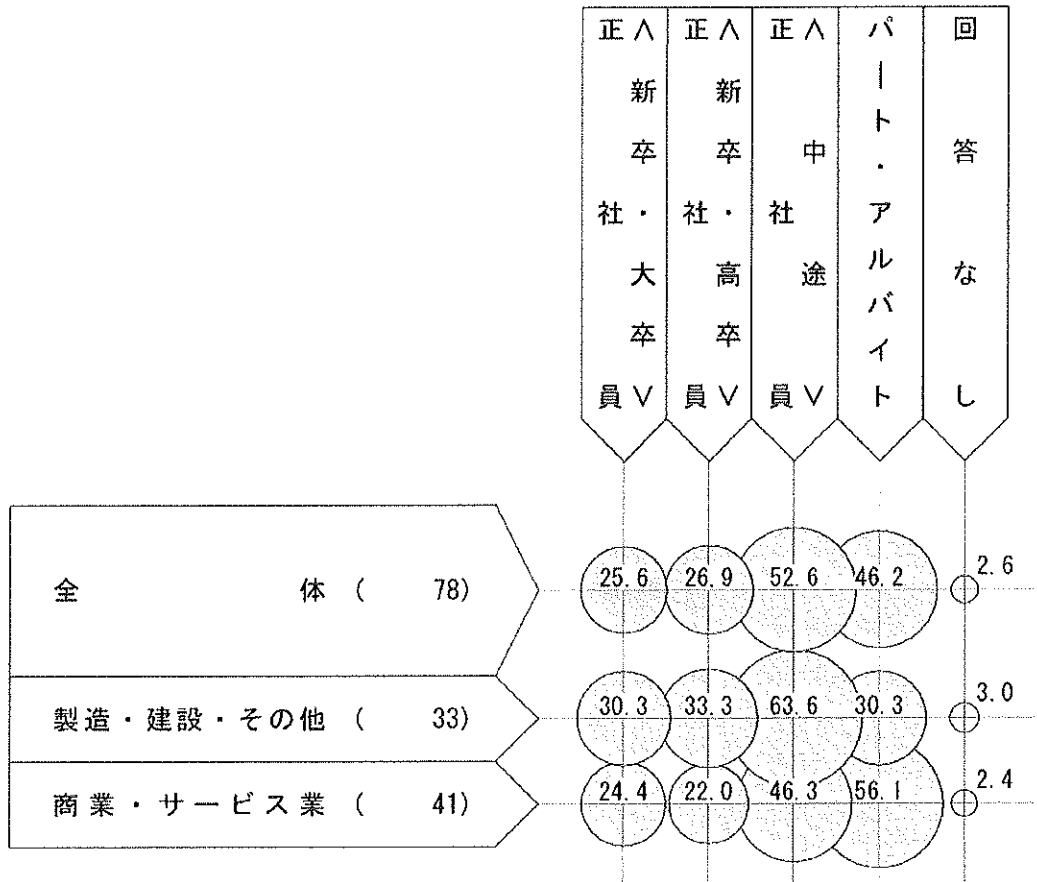 正社員<新卒・大卒>
正社員<新卒・高卒>
正社員<中途>
パート・アルバイト
回答なし
全体 ( 78) 25.6 26.9 52.6 46.2 2.6
製造・建設・その他 ( 33) 30.3 33.3 63.6 30.3 3.0
商業・サービス業 ( 41) 24.4 22.0 46.3 56.1 2.4